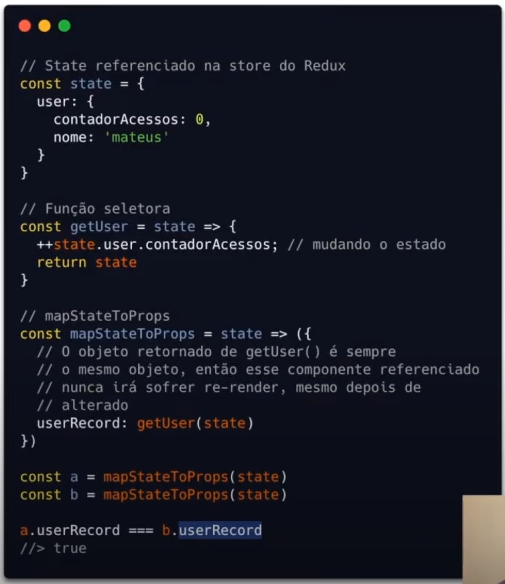 // State referenciado na store do Redux
const state = {
  user: {
    contadorAcessos: 0,
    nome: 'mateus'
  }
}

// Função seletora
const getUser = state => {
  ++state.user.contadorAcessos; // mudando o estado
  return state
}

// mapStateToProps
const mapStateToProps = state => ({
  // O objeto retornado de getUser() é sempre
  // o mesmo objeto, então esse componente referenciado
  // nunca irá sofrer re-render, mesmo depois de
  // alterado
  userRecord: getUser(state)
})

const a = mapStateToProps(state)
const b = mapStateToProps(state)

a.userRecord === b.userRecord
//> true